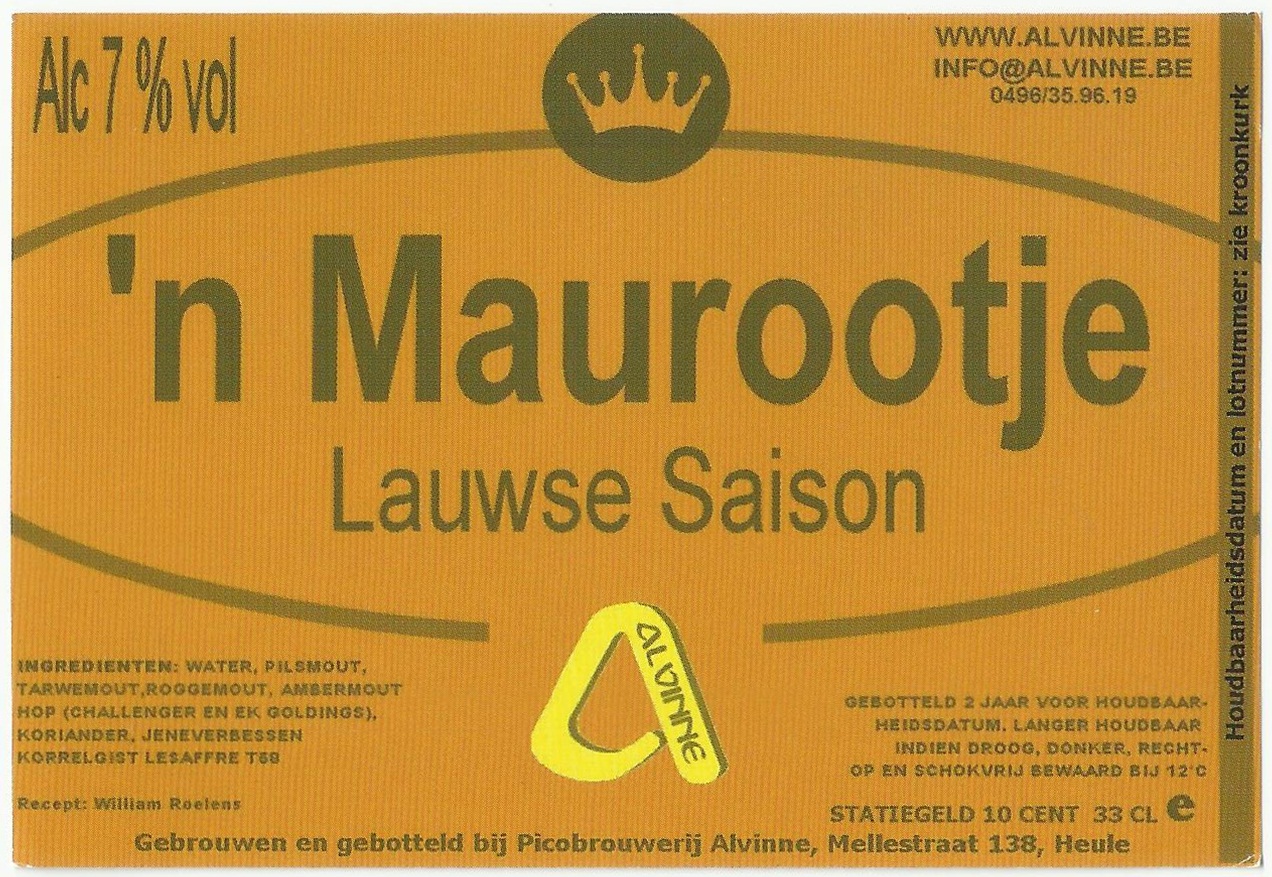 Alc 7 % vol
WWW.ALVINNE.BE
INFO@ALVINNE.BE
0496/35.96.19
'n Maurootje
Lauwse Saison
ALVINNE
INGREDIENTEN: WATER, PILSMOUT,
TARWEMOUT,ROGGEMOUT, AMBERMOUT
HOP (CHALLENGER EN EK GOLDINGS),
KORIANDER, JENEVERBESSEN
KORRELGIST LESAFFRE T58
Recept: William Roelens
GEBOTTELD 2 JAAR VOOR HOUDBAAR-
HEIDSDATUM. LANGER HOUDBAAR
INDIEN DROOG, DONKER, RECHT-
OP EN SCHOKVRIJ BEWAARD BIJ 12°C
STATIEGELD 10 CENT 33 CL e
Gebrouwen en gebotteld bij Picobrouwerij Alvinne, Mellestraat 138, Heule
Houdbaarheidsdatum en lotnummer: zie kroonkurk